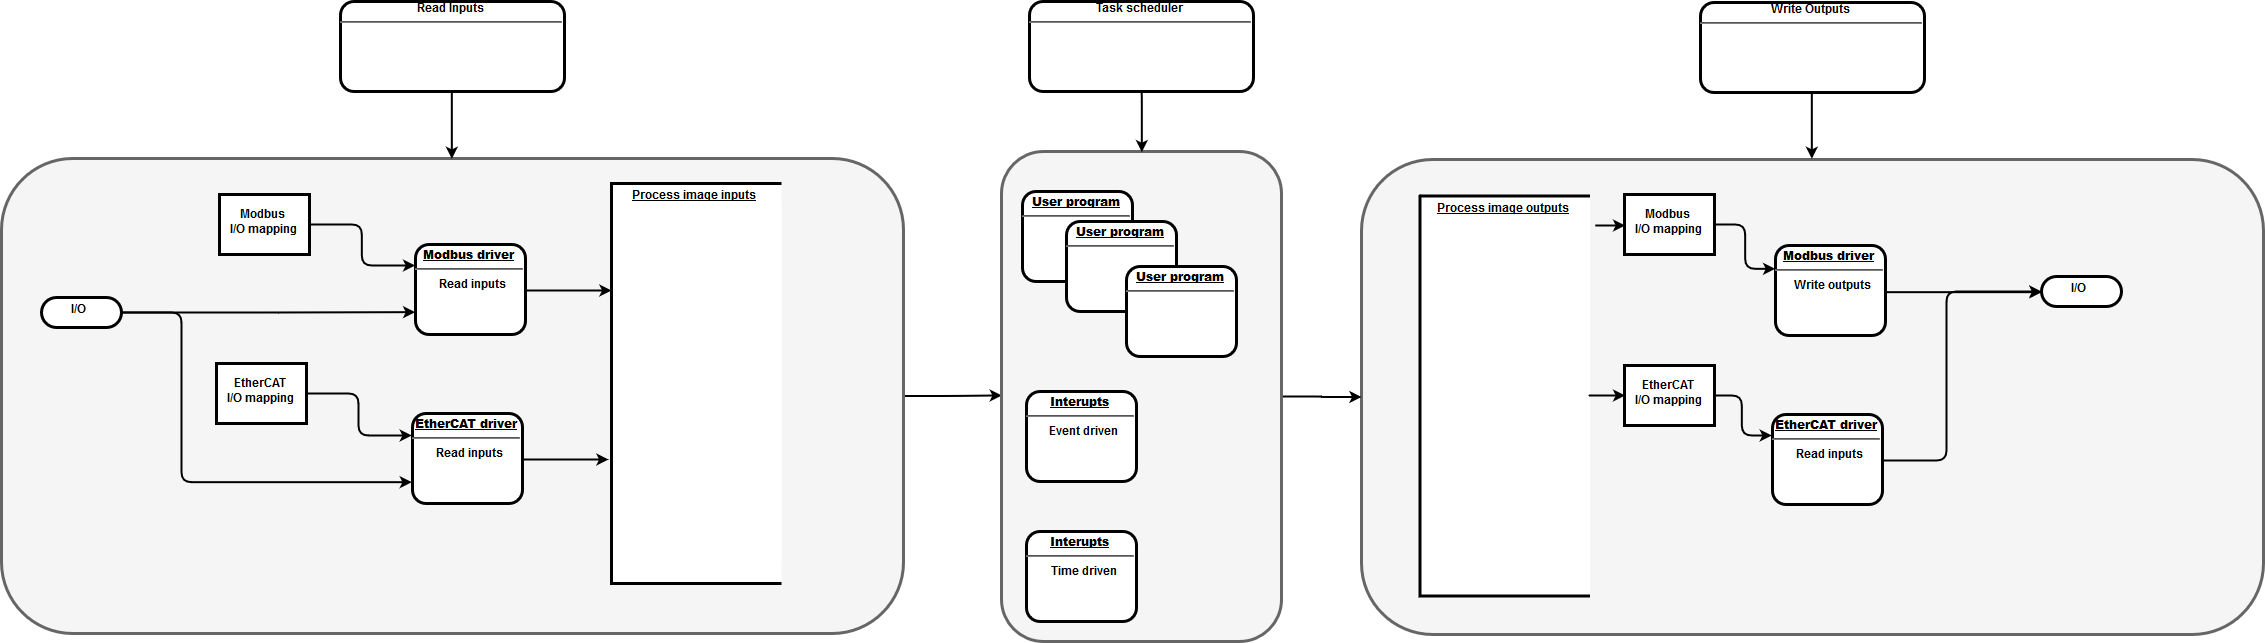 Read Inputs
Task scheduler
Write Outputs
Process image inputs
Modbus
I/O mapping
Modbus driver
Read inputs
I/O
EtherCAT
I/O mapping
EtherCAT driver
Read inputs
User program
User program
User program
Interupts
Event driven
Interupts
Time driven
Process image outputs
Modbus
I/O mapping
Modbus driver
Write outputs
I/O
EtherCAT
I/O mapping
EtherCAT driver
Read inputs